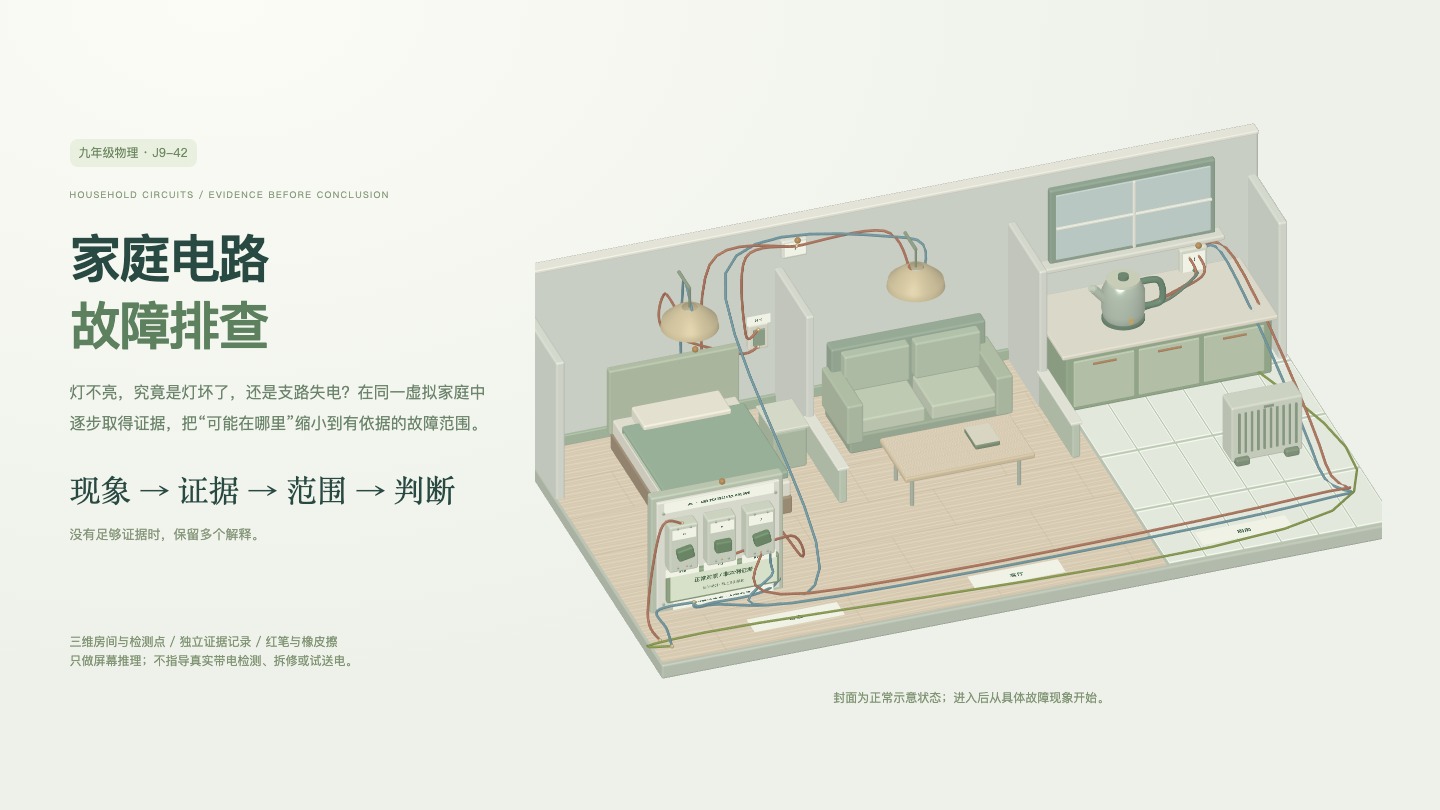 九年级物理 · J9–42
HOUSEHOLD CIRCUITS / EVIDENCE BEFORE CONCLUSION
家庭电路
故障排查
灯不亮，究竟是灯坏了，还是支路失电？在同一虚拟家庭中
逐步取得证据，把“可能在哪里”缩小到有依据的故障范围。
现象 → 证据 → 范围 → 判断
没有足够证据时，保留多个解释。
三维房间与检测点 / 独立证据记录 / 红笔与橡皮擦
只做屏幕推理；不指导真实带电检测、拆修或试送电。
客厅
厨房
封面为正常示意状态；进入后从具体故障现象开始。